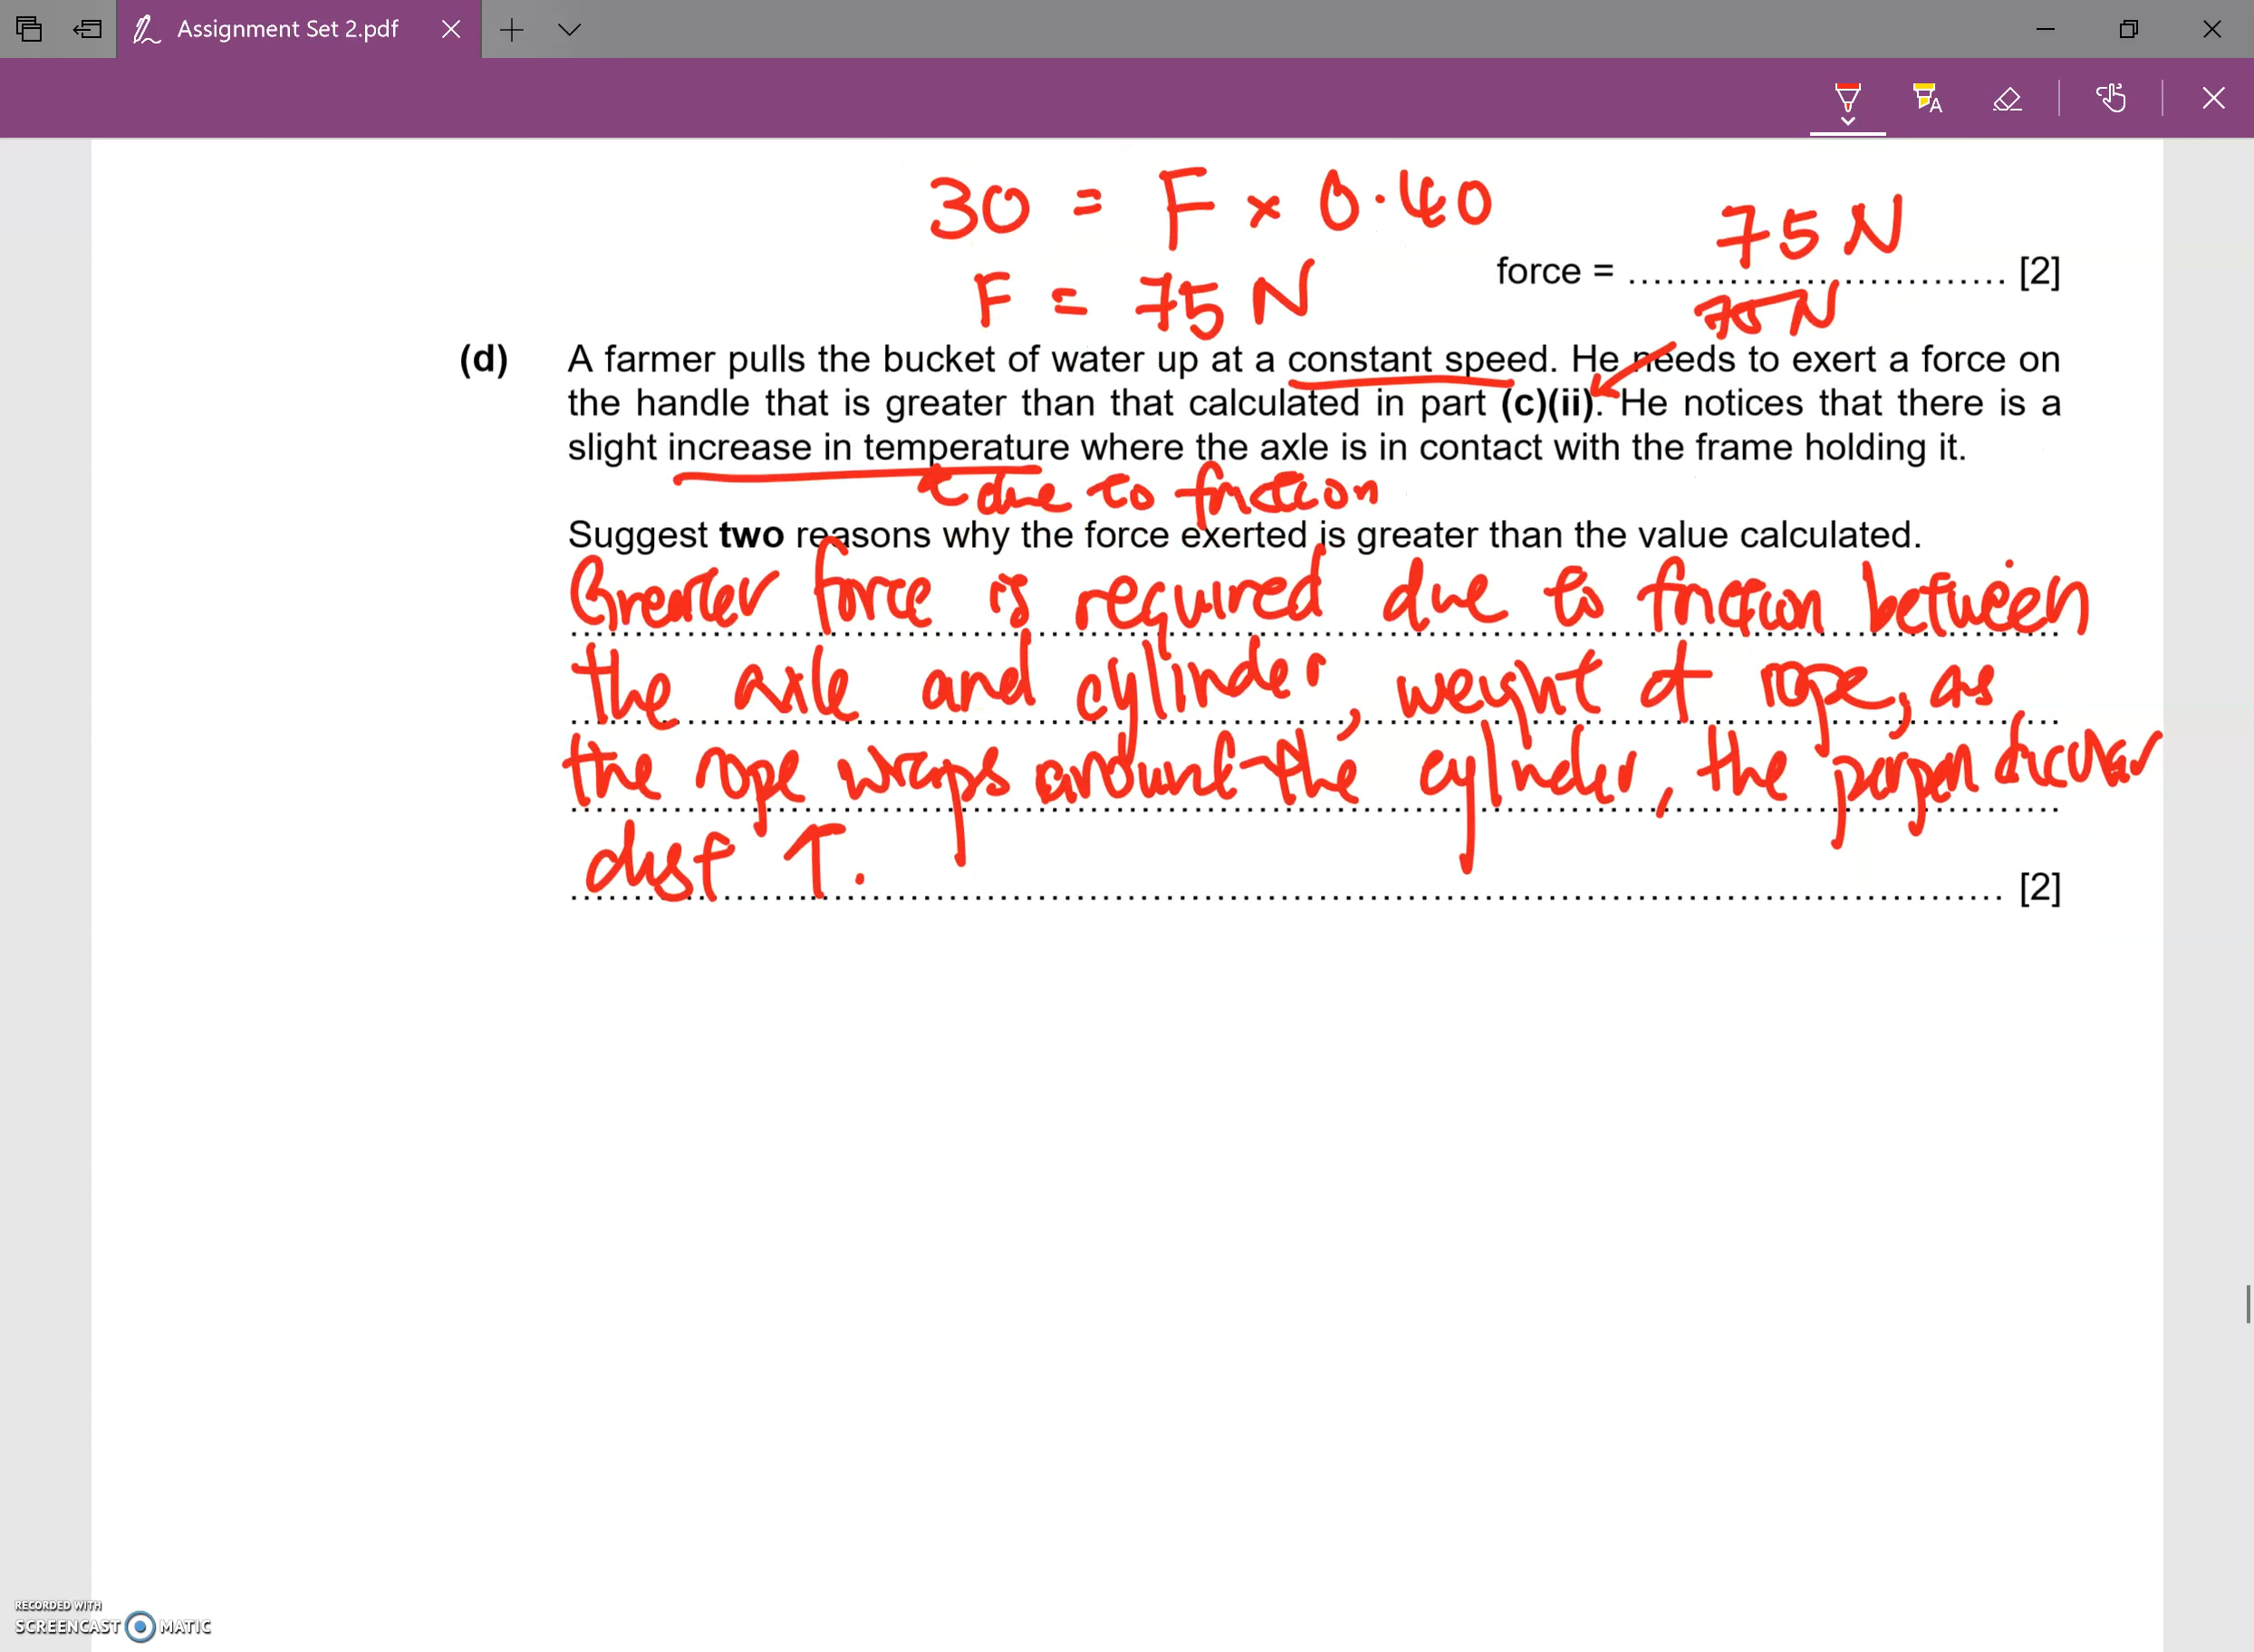 Assignment Set 2.pdf
30 = F × 0.40
75 N
force = .................................. [2]
F = 75 N
75 N
(d) A farmer pulls the bucket of water up at a constant speed. He needs to exert a force on
the handle that is greater than that calculated in part (c)(ii). He notices that there is a
slight increase in temperature where the axle is in contact with the frame holding it.
due to friction
Suggest two reasons why the force exerted is greater than the value calculated.
Greater force is required due to friction between
the axle and cylinder, weight of rope, as
the rope wraps around the cylinder, the perpendicular
dist ↑.
[2]
RECORDED WITH
SCREENCAST MATIC